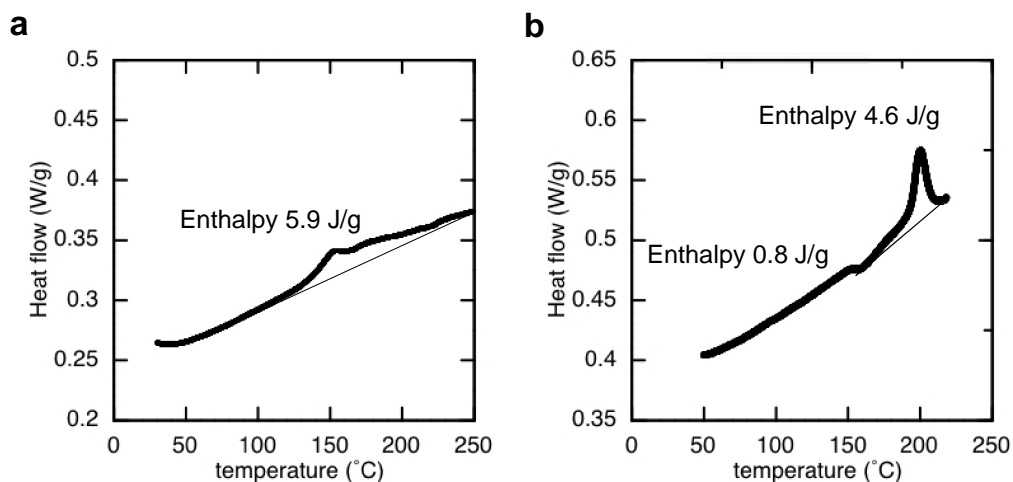 a
0.5
0.45
0.4
0.35
0.3
0.25
0.2
Heat flow (W/g)
Enthalpy 5.9 J/g
0
50
100
150
200
250
temperature (˚C)
b
0.65
0.6
0.55
0.5
0.45
0.4
0.35
Heat flow (W/g)
Enthalpy 4.6 J/g
Enthalpy 0.8 J/g
0
50
100
150
200
250
temperature (˚C)